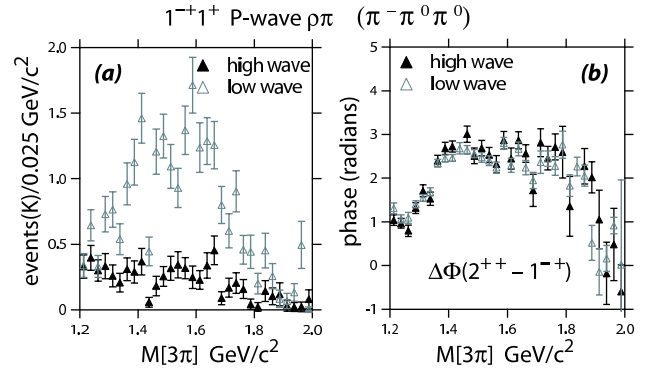 1⁻⁺1⁺ P-wave ρπ (π⁻π⁰π⁰)
2.0
1.5
1.0
0.5
0
events(K)/0.025 GeV/c²
(a)
high wave
low wave
1.2 1.4 1.6 1.8 2.0
M[3π] GeV/c²
5
4
3
2
1
0
-1
phase (radians)
high wave
low wave
(b)
ΔΦ(2⁺⁺ − 1⁻⁺)
1.2 1.4 1.6 1.8 2.0
M[3π] GeV/c²